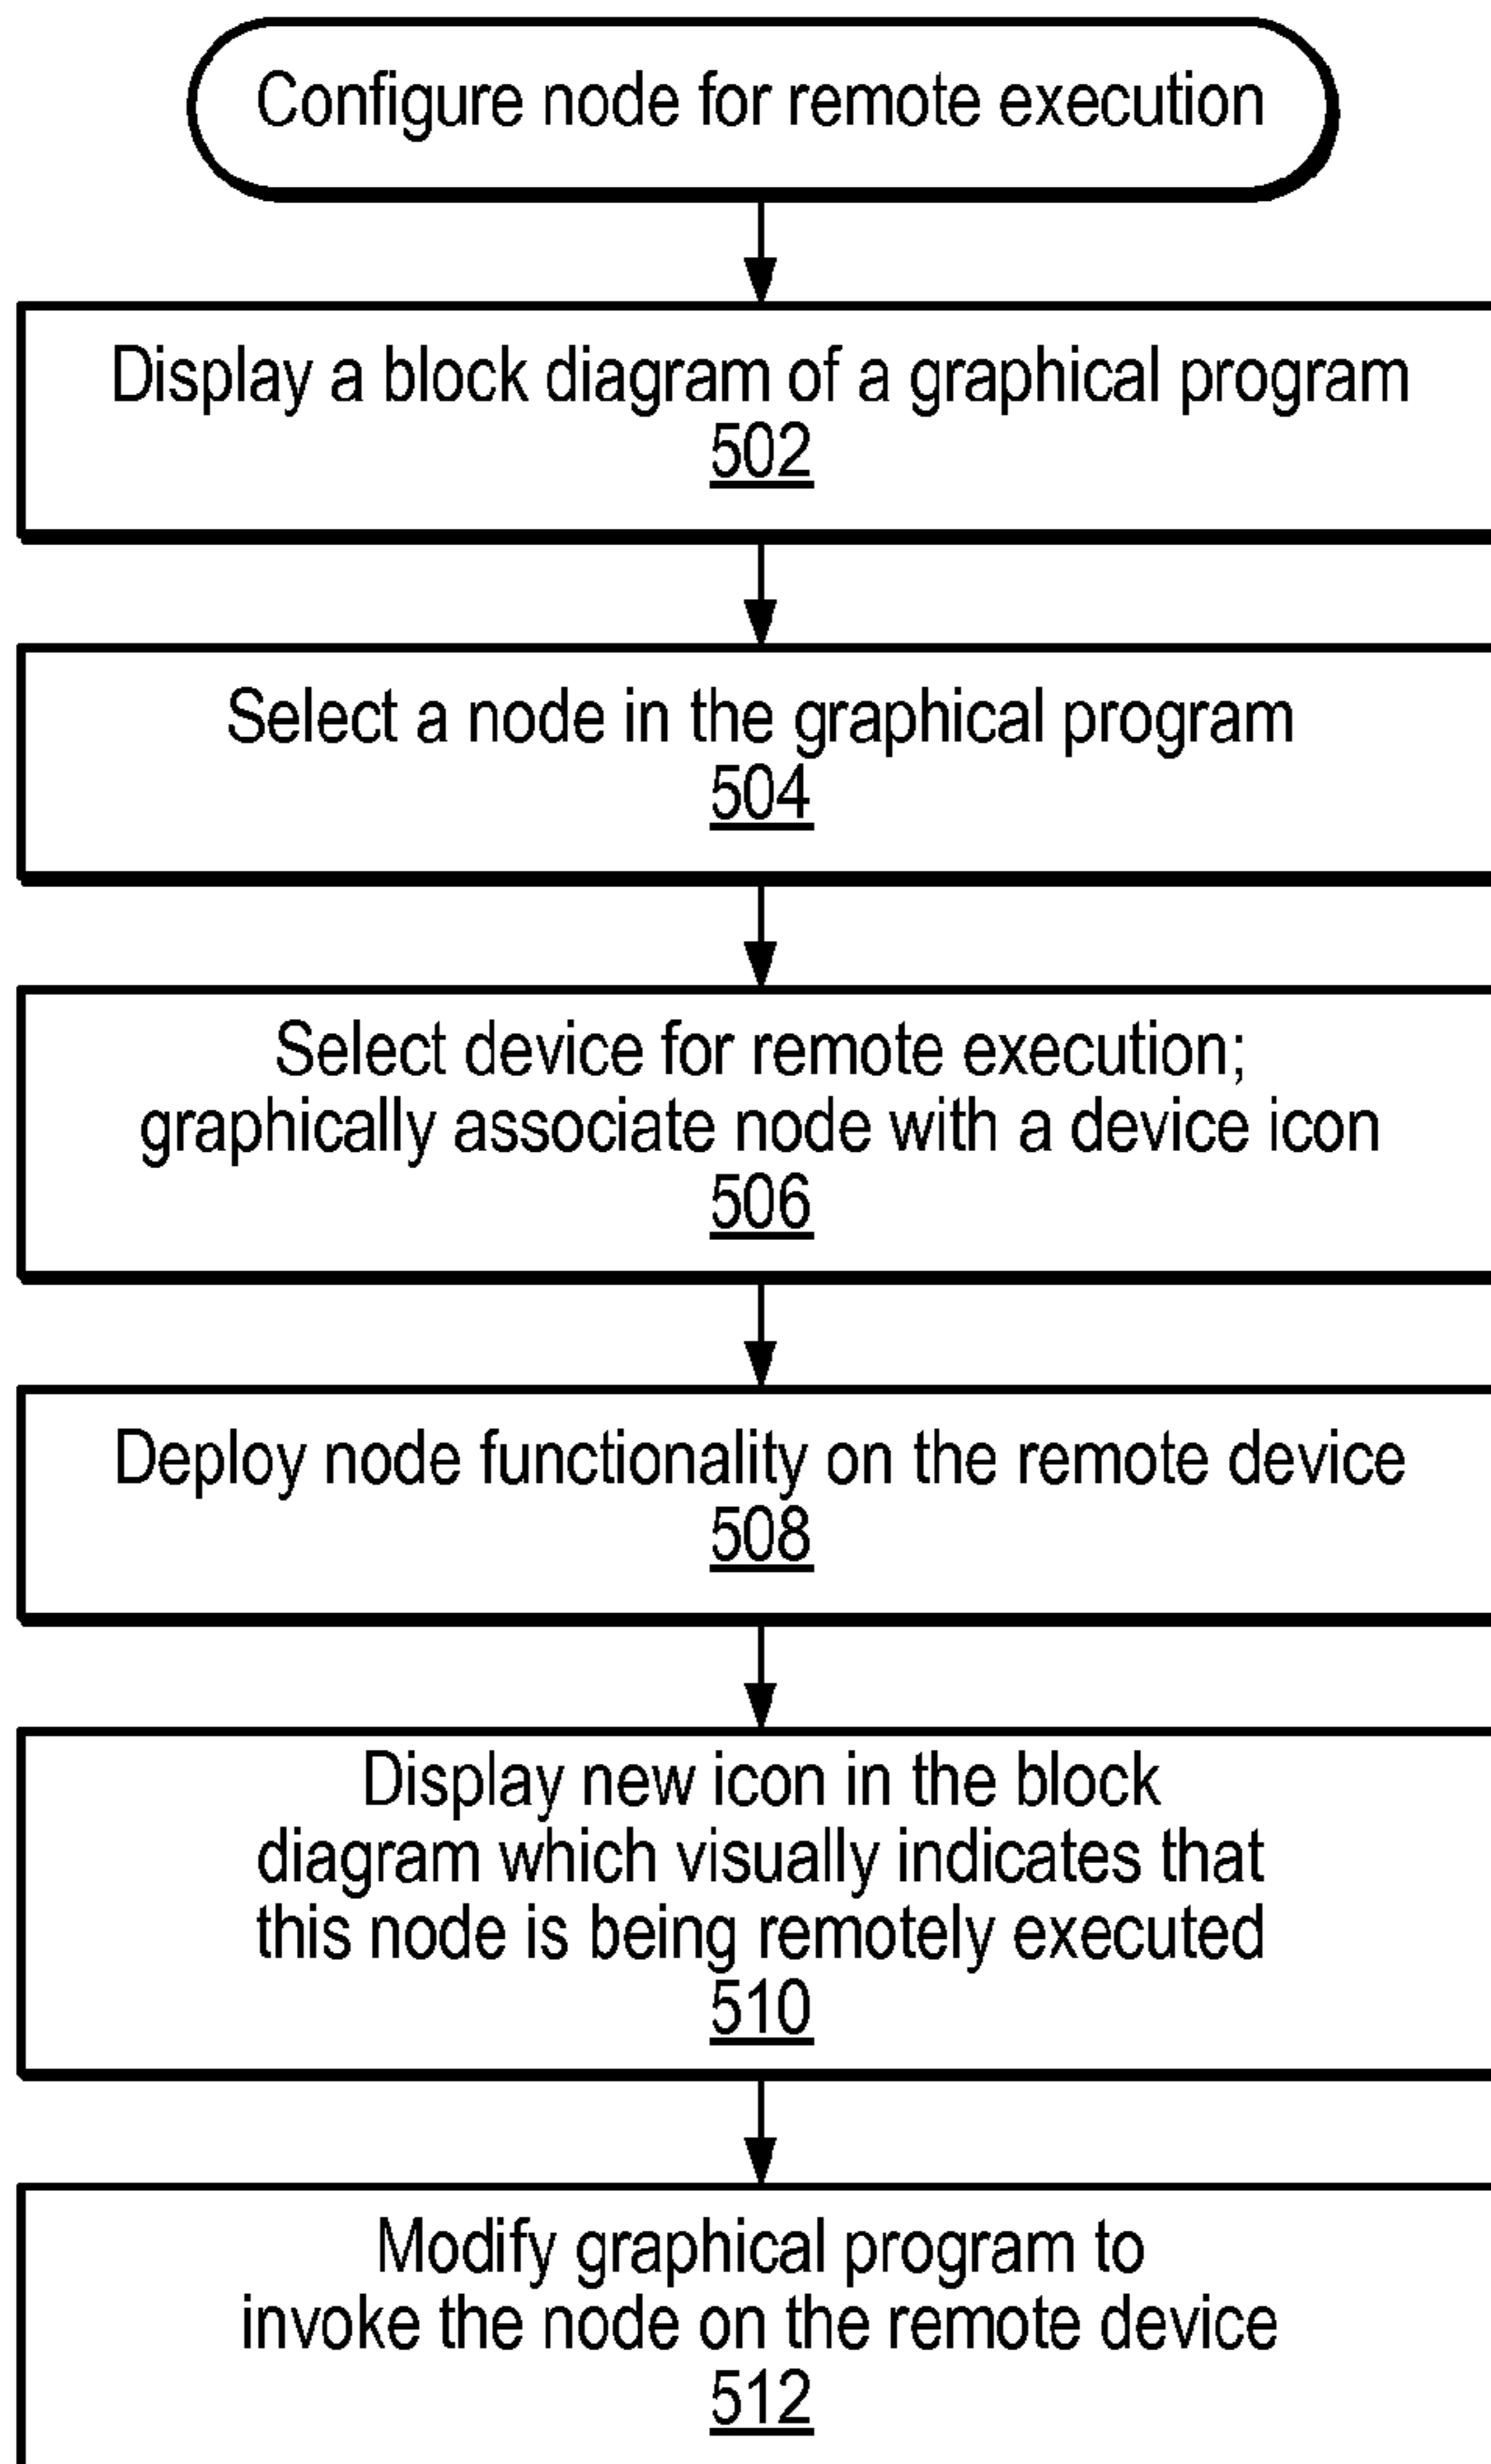 Configure node for remote execution
Display a block diagram of a graphical program
502
Select a node in the graphical program
504
Select device for remote execution;
graphically associate node with a device icon
506
Deploy node functionality on the remote device
508
Display new icon in the block
diagram which visually indicates that
this node is being remotely executed
510
Modify graphical program to
invoke the node on the remote device
512